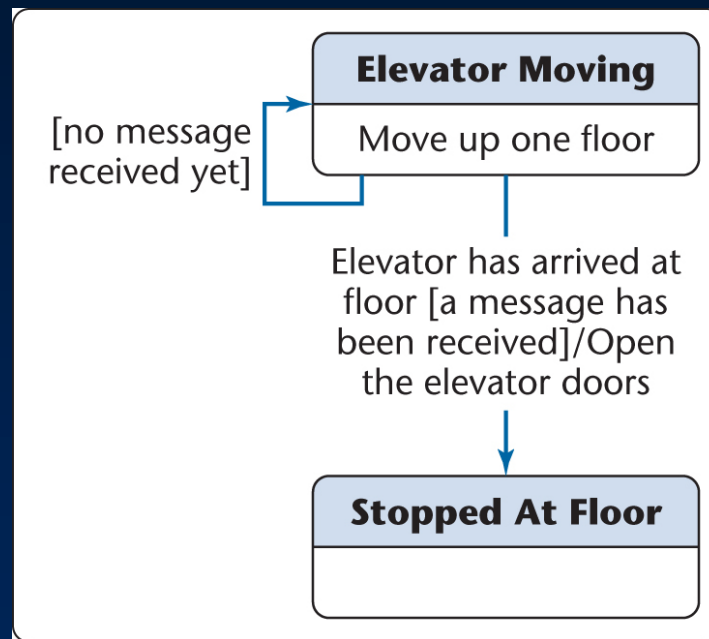 Elevator Moving
Move up one floor
[no message
received yet]
Elevator has arrived at
floor [a message has
been received]/Open
the elevator doors
Stopped At Floor